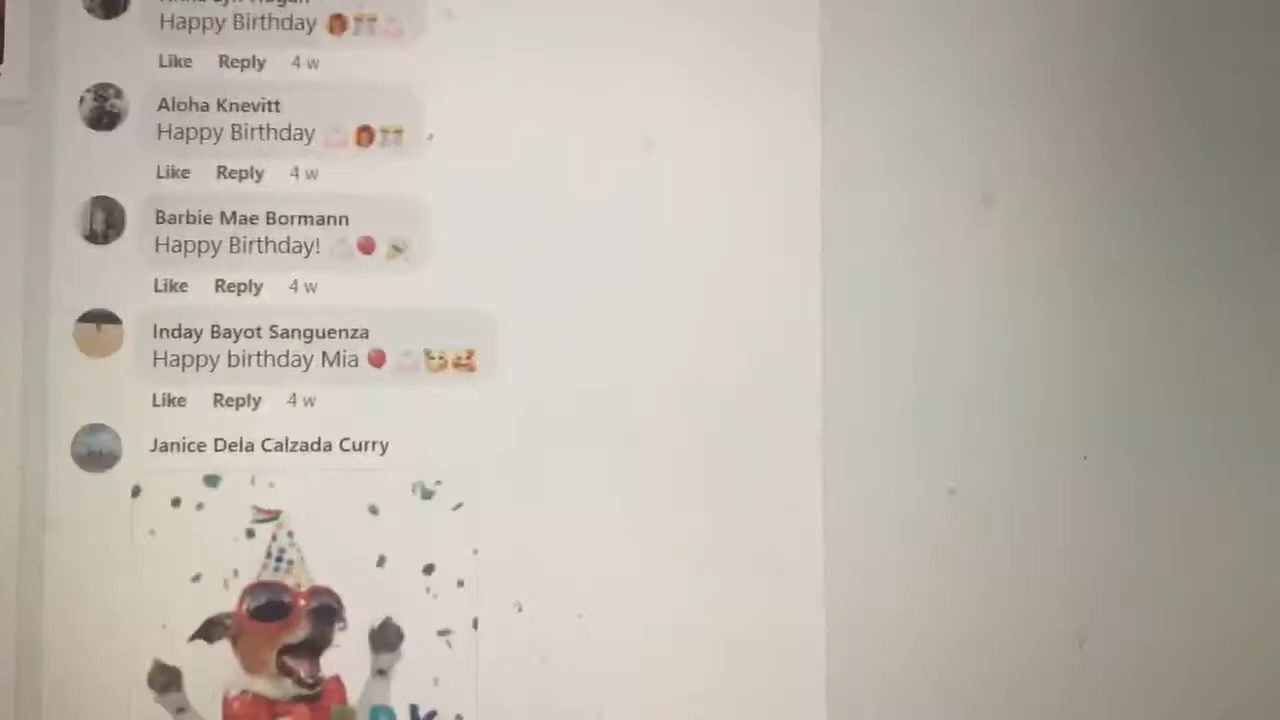 Happy Birthday
Like Reply 4 w
Aloha Knevitt
Happy Birthday
Like Reply 4 w
Barbie Mae Bormann
Happy Birthday!
Like Reply 4 w
Inday Bayot Sanguenza
Happy birthday Mia
Like Reply 4 w
Janice Dela Calzada Curry